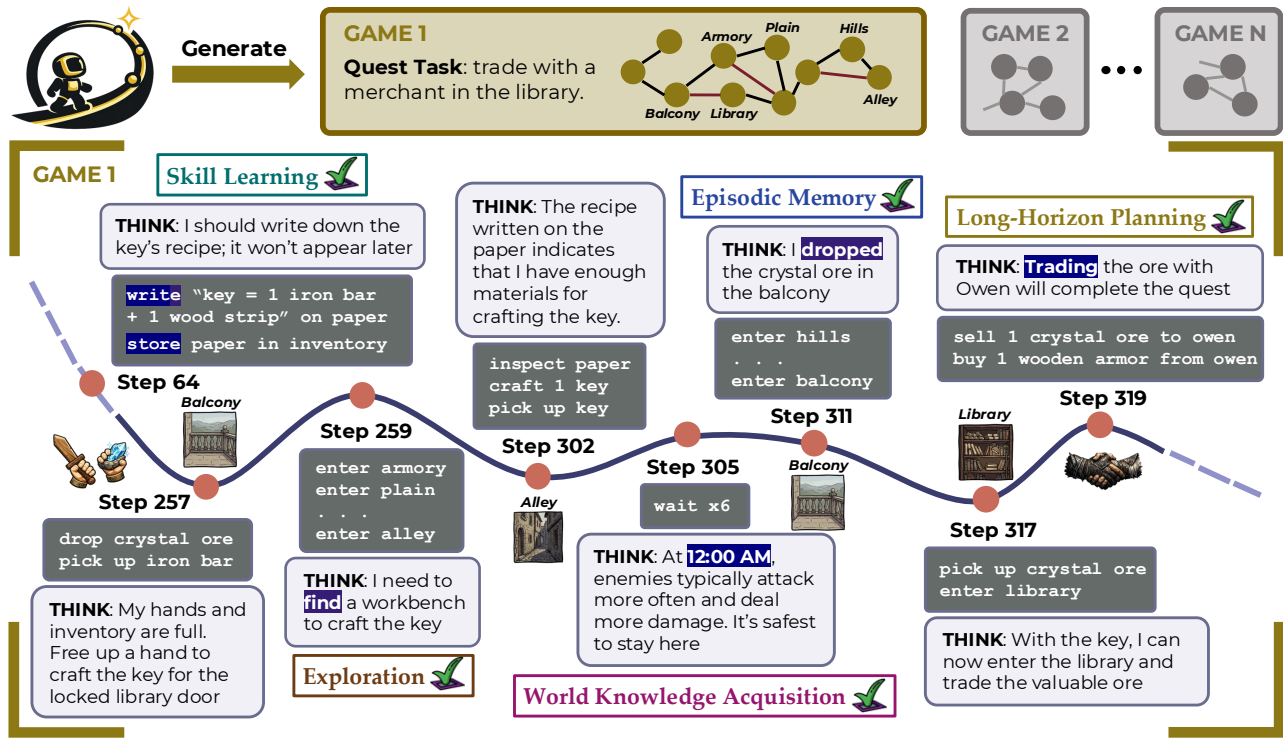 Generate
GAME 1
Quest Task: trade with a
merchant in the library.
Armory
Plain
Hills
Balcony
Library
Alley
GAME 2
GAME N
GAME 1
Skill Learning
THINK: I should write down the
key's recipe; it won't appear later
write “key = 1 iron bar
+ 1 wood strip” on paper
store paper in inventory
Step 64
Balcony
Step 257
drop crystal ore
pick up iron bar
THINK: My hands and
inventory are full.
Free up a hand to
craft the key for the
locked library door
Step 259
enter armory
enter plain
. . .
enter alley
THINK: I need to
find a workbench
to craft the key
Exploration
THINK: The recipe
written on the
paper indicates
that I have enough
materials for
crafting the key.
inspect paper
craft 1 key
pick up key
Step 302
Alley
Step 305
wait x6
THINK: At 12:00 AM,
enemies typically attack
more often and deal
more damage. It's safest
to stay here
World Knowledge Acquisition
Episodic Memory
THINK: I dropped
the crystal ore in
the balcony
enter hills
. . .
enter balcony
Step 311
Balcony
Long-Horizon Planning
THINK: Trading the ore with
Owen will complete the quest
sell 1 crystal ore to owen
buy 1 wooden armor from owen
Step 319
Library
Step 317
pick up crystal ore
enter library
THINK: With the key, I can
now enter the library and
trade the valuable ore